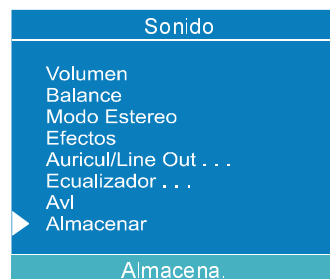 Sonido
Volumen
Balance
Modo Estereo
Efectos
Auricul/Line Out . . .
Ecualizador . . .
Avl
Almacenar
Almacena.